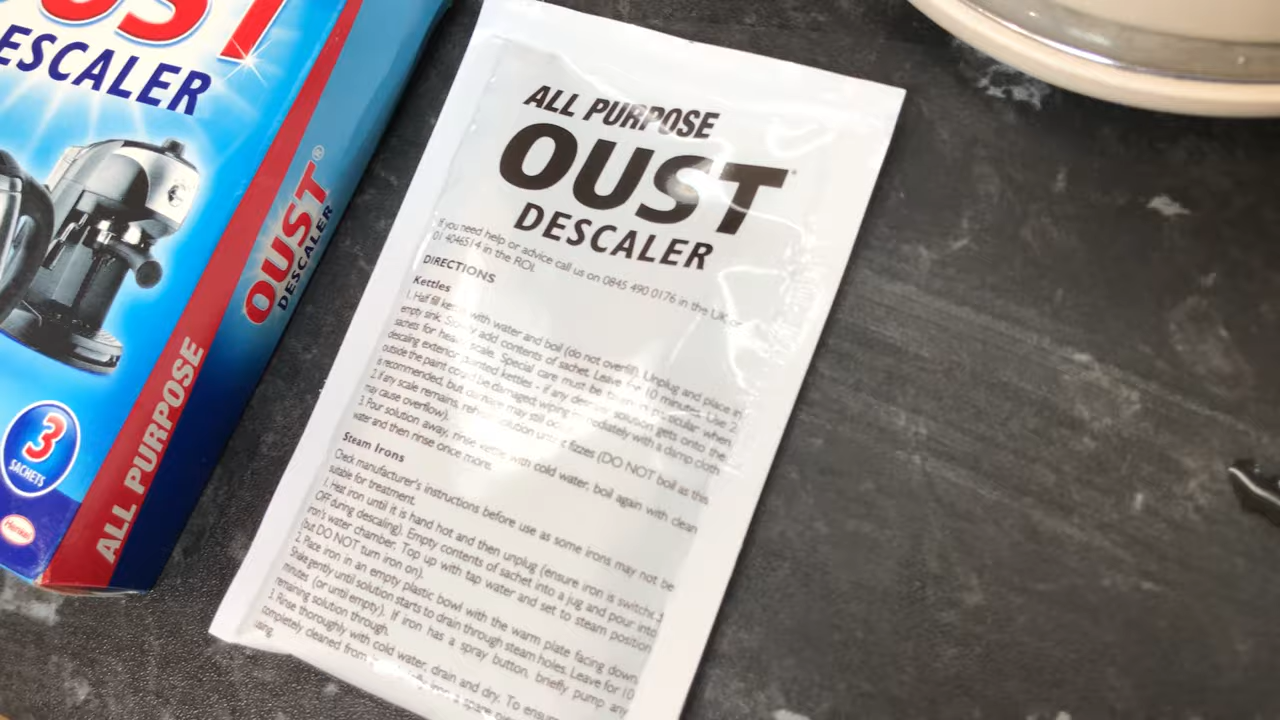 OUST
DESCALER
3
SACHETS
Henkel
ALL PURPOSE
OUST®
DESCALER
ALL PURPOSE
OUST
DESCALER
If you need help or advice call us on 0845 490 0176 in the UK or
01 4046514 in the ROI.
DIRECTIONS
Kettles
1. Half fill kettle with water and boil (do not overfill). Unplug and place in
empty sink. Slowly add contents of sachet. Leave for 10 minutes. Use 2
sachets for heavy scale. Special care must be taken in particular when
descaling exterior painted kettles - if any descaling solution gets onto the
outside the paint could be damaged; wiping immediately with a damp cloth
is recommended, but damage may still occur.
2. If any scale remains, reheat solution until it fizzes (DO NOT boil as this
may cause overflow).
3. Pour solution away, rinse kettle with cold water, boil again with clean
water and then rinse once more.
Steam Irons
Check manufacturer's instructions before use as some irons may not be
suitable for treatment.
1. Heat iron until it is hand hot and then unplug (ensure iron is switched
OFF during descaling). Empty contents of sachet into a jug and pour into
iron's water chamber. Top up with tap water and set to steam position
(but DO NOT turn iron on).
2. Place iron in an empty plastic bowl with the warm plate facing down.
Shake gently until solution starts to drain through steam holes. Leave for 10
minutes (or until empty). If iron has a spray button, briefly pump any
remaining solution through.
3. Rinse thoroughly with cold water, drain and dry. To ensure
completely cleaned from iron a spare
using.